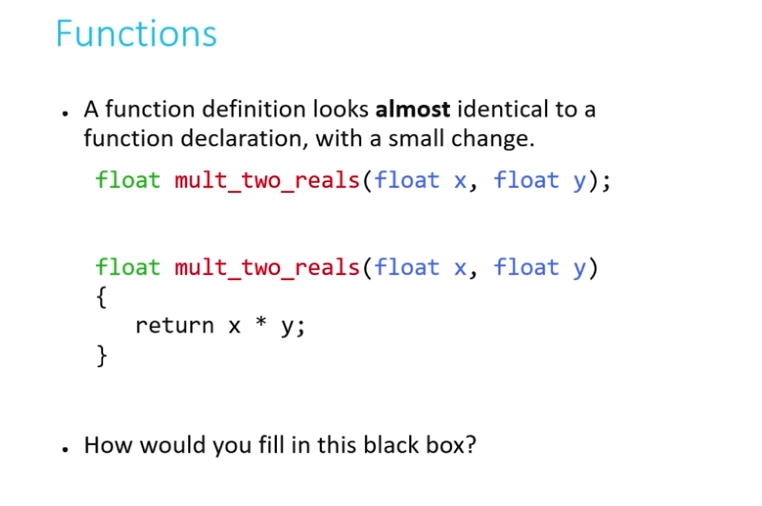 Functions
• A function definition looks almost identical to a
function declaration, with a small change.
float mult_two_reals(float x, float y);
float mult_two_reals(float x, float y)
{
return x * y;
}
• How would you fill in this black box?